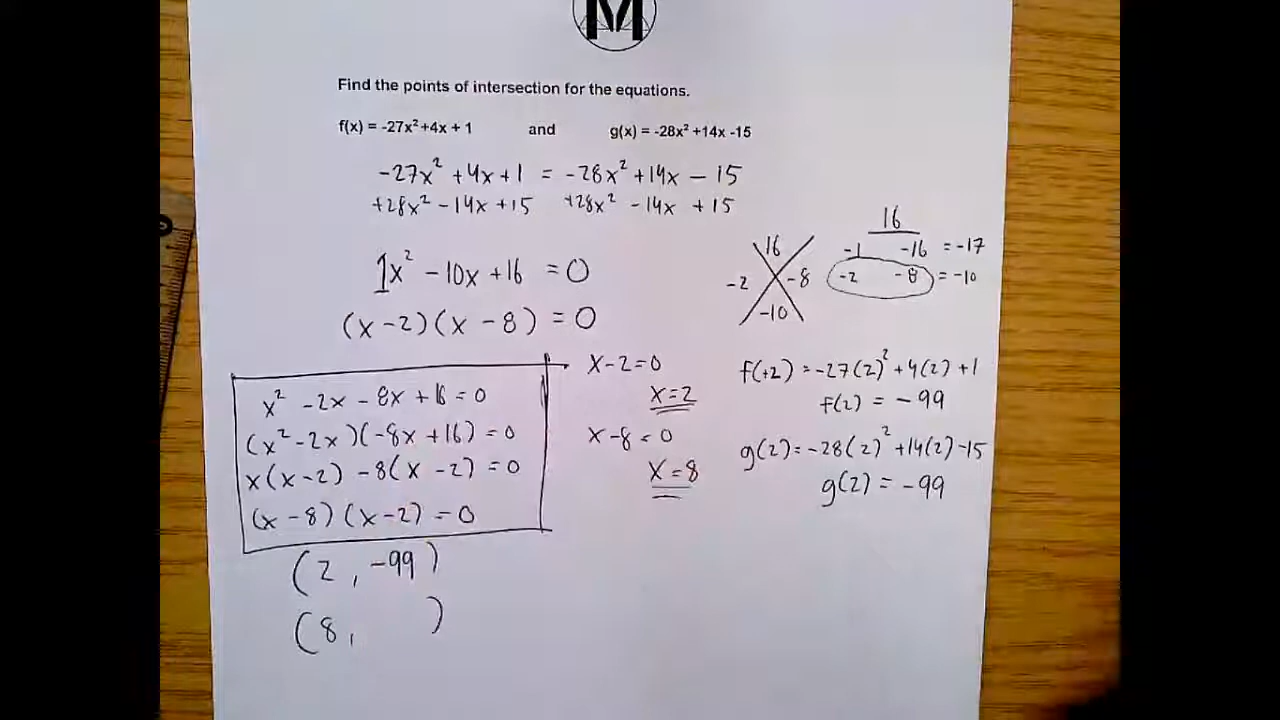 M
Find the points of intersection for the equations.
f(x) = -27x² +4x + 1 and g(x) = -28x² +14x -15
-27x² + 4x + 1 = -28x² + 14x - 15
+28x² - 14x + 15 +28x² - 14x + 15
1x² - 10x + 16 = 0
(x - 2)(x - 8) = 0
16
-2 -8
-10
16
-1 -16 = -17
-2 -8 = -10
x² - 2x - 8x + 16 = 0
(x² - 2x)(-8x + 16) = 0
x(x - 2) - 8(x - 2) = 0
(x - 8)(x - 2) = 0
x - 2 = 0
x = 2
x - 8 = 0
x = 8
f(+2) = -27(2)² + 4(2) + 1
f(2) = -99
g(2) = -28(2)² + 14(2) - 15
g(2) = -99
(2, -99)
(8, )